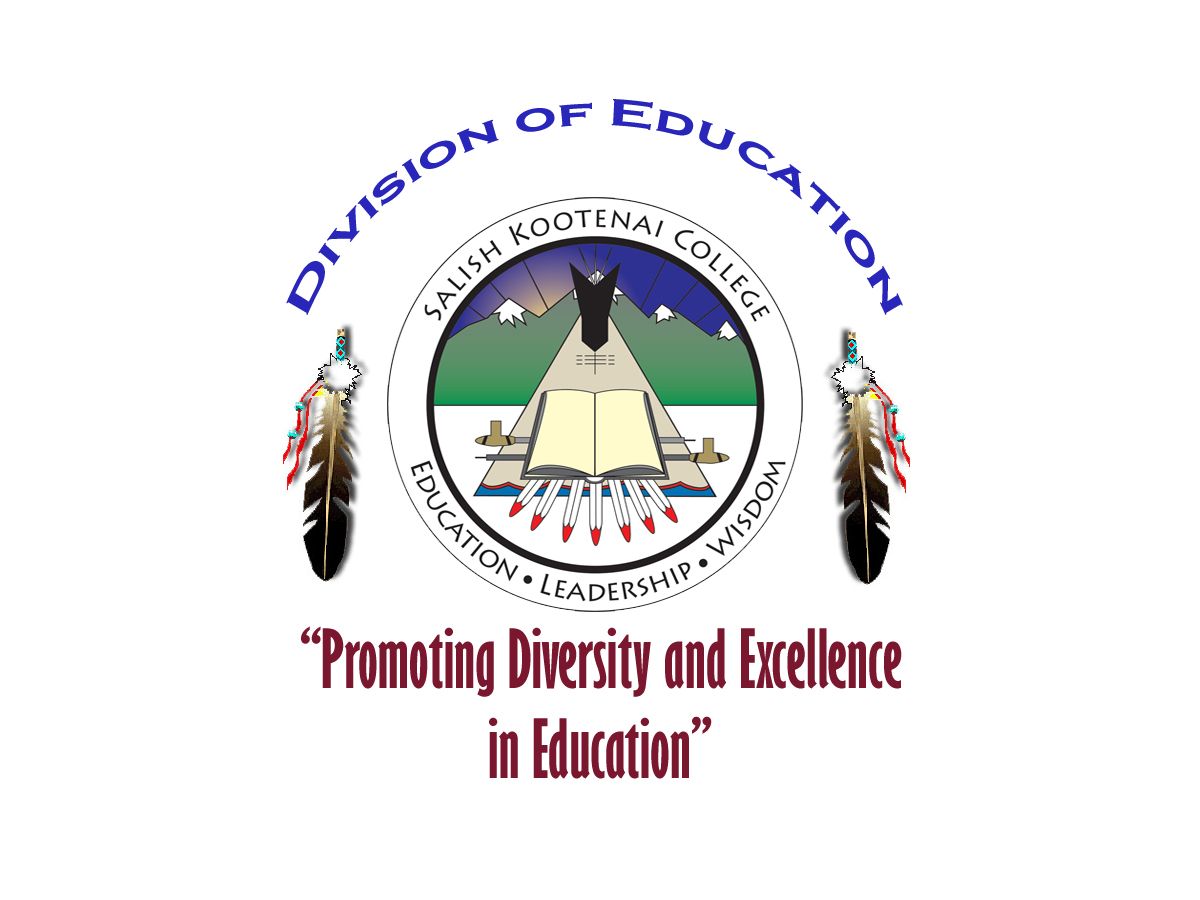 Division of Education
Salish Kootenai College
Education • Leadership • Wisdom
“Promoting Diversity and Excellence
in Education”